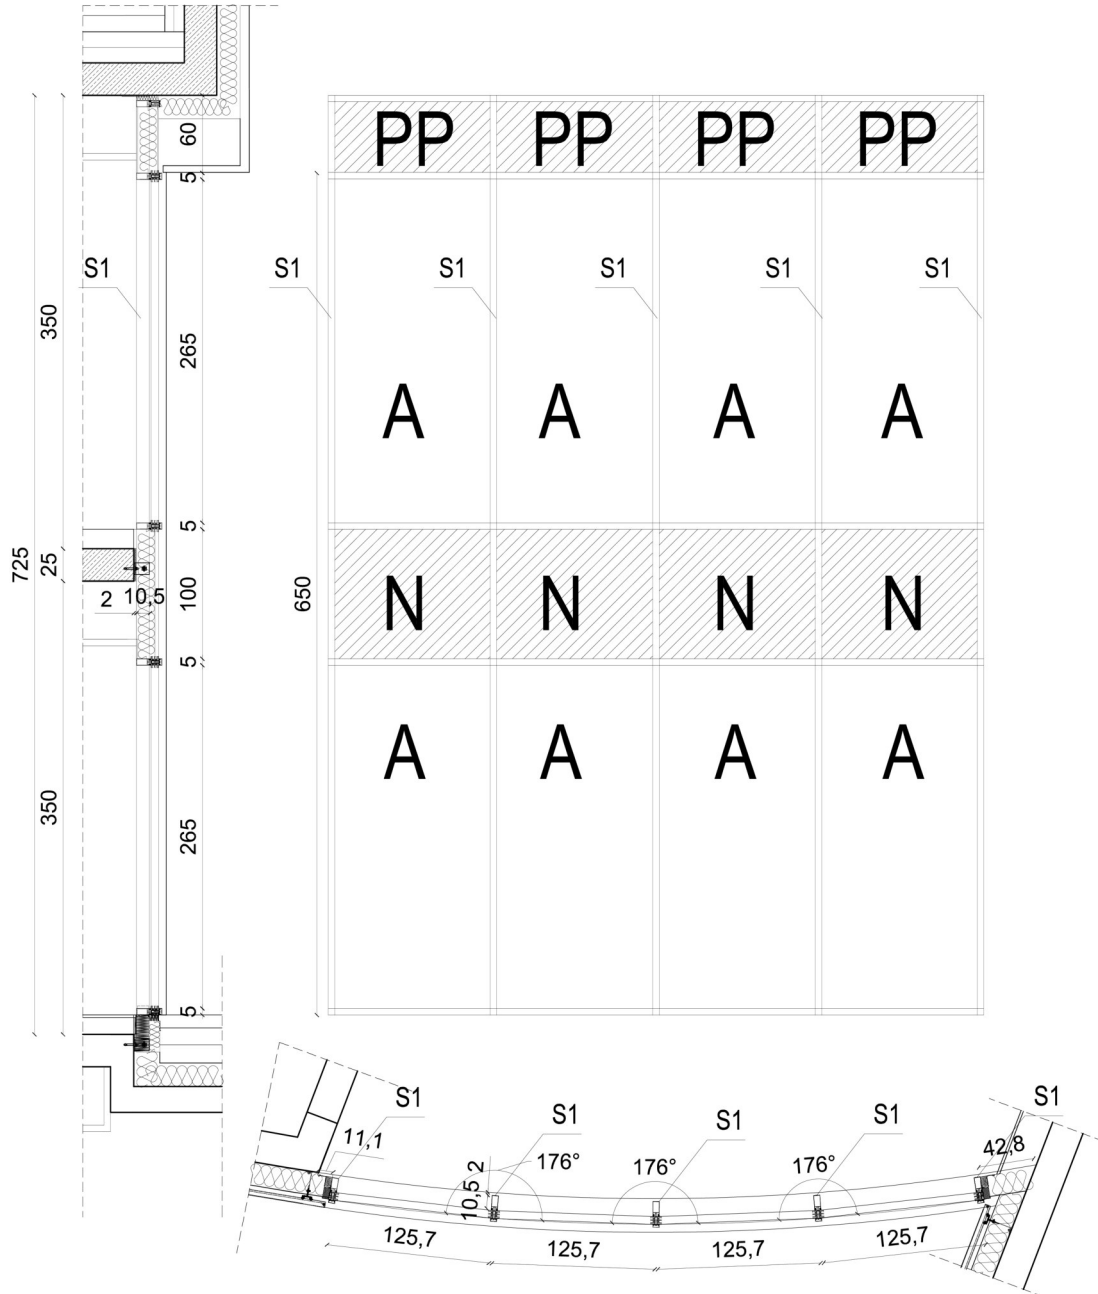 PP PP PP PP
60
5
S1 S1 S1 S1 S1 S1
350
265
A A A A
5
725
25
100
650
N N N N
2 10,5
5
A A A A
350
265
5
S1 S1 S1 S1 S1
11,1
42,8
176° 176° 176°
10,5 2
125,7 125,7 125,7 125,7